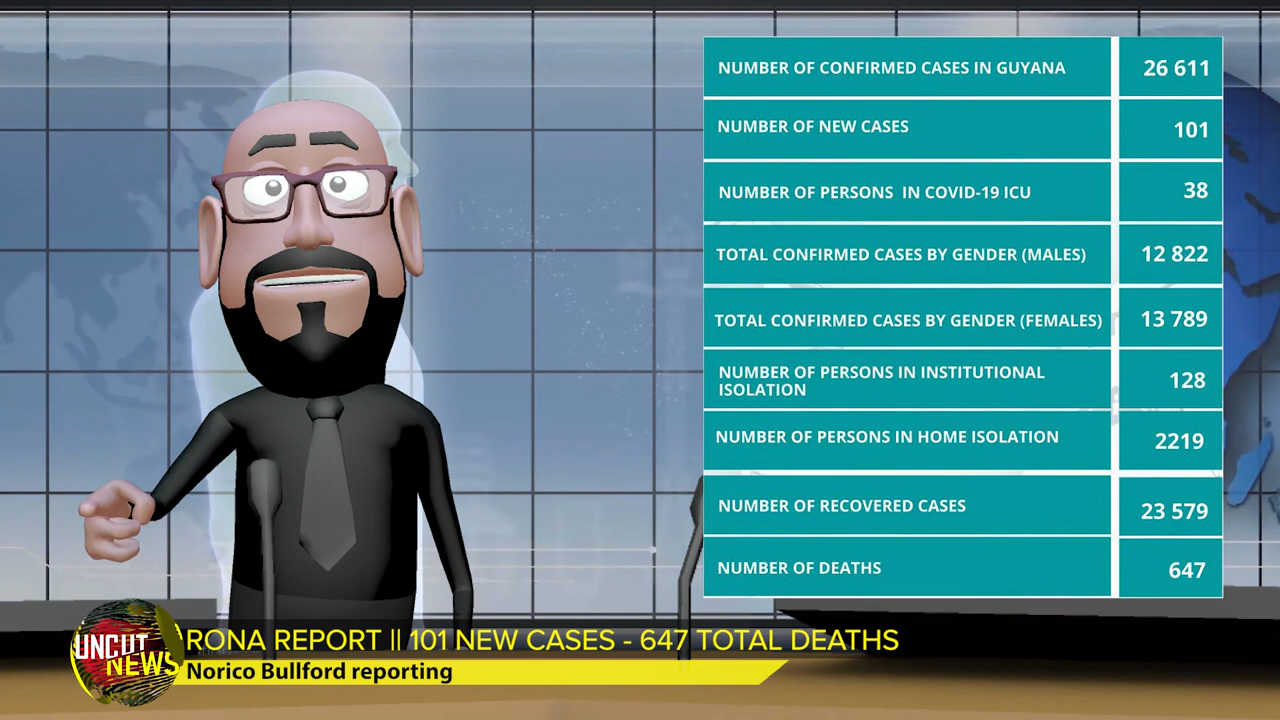 NUMBER OF CONFIRMED CASES IN GUYANA 26 611
NUMBER OF NEW CASES 101
NUMBER OF PERSONS IN COVID-19 ICU 38
TOTAL CONFIRMED CASES BY GENDER (MALES) 12 822
TOTAL CONFIRMED CASES BY GENDER (FEMALES) 13 789
NUMBER OF PERSONS IN INSTITUTIONAL
ISOLATION 128
NUMBER OF PERSONS IN HOME ISOLATION 2219
NUMBER OF RECOVERED CASES 23 579
NUMBER OF DEATHS 647
UNCUT
NEWS
RONA REPORT || 101 NEW CASES - 647 TOTAL DEATHS
Norico Bullford reporting